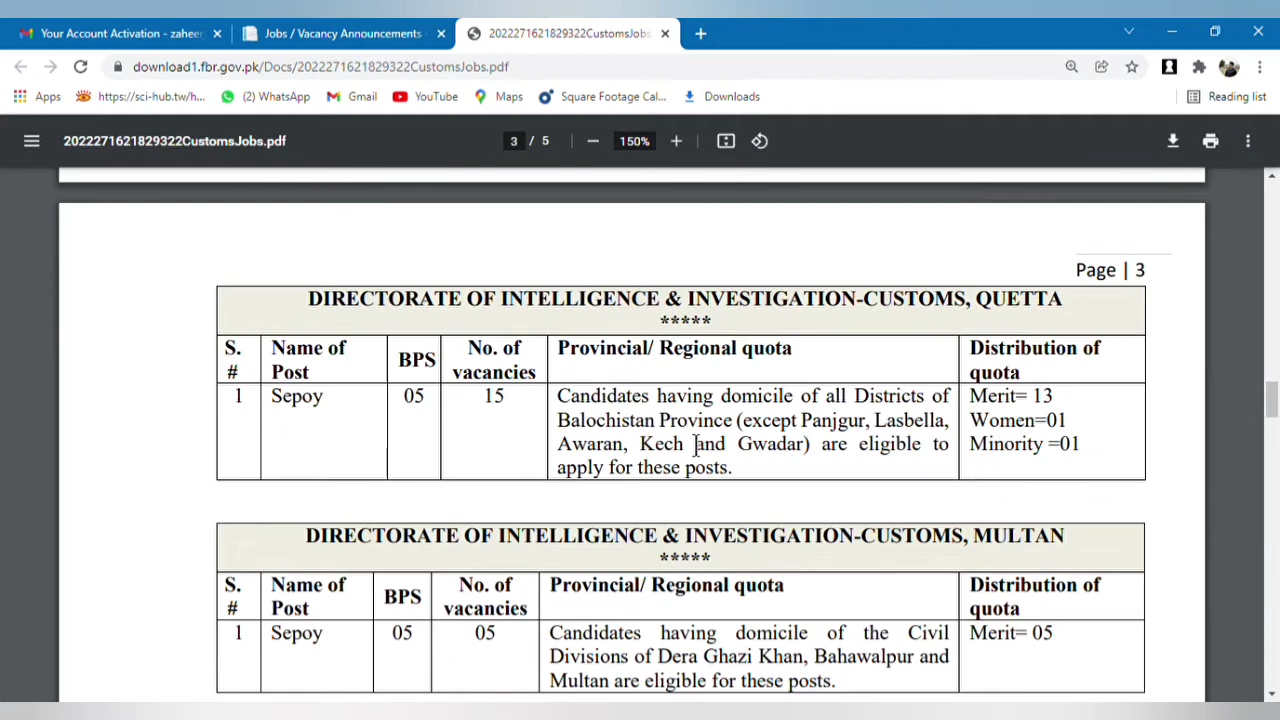 Your Account Activation - zaheer
Jobs / Vacancy Announcements -
2022271621829322CustomsJobs.
download1.fbr.gov.pk/Docs/2022271621829322CustomsJobs.pdf
Apps
https://sci-hub.tw/h...
(2) WhatsApp
Gmail
YouTube
Maps
Square Footage Cal...
Downloads
Reading list
2022271621829322CustomsJobs.pdf
3 / 5
150%
Page | 3
DIRECTORATE OF INTELLIGENCE & INVESTIGATION-CUSTOMS, QUETTA
*****
S. # Name of Post BPS No. of vacancies Provincial/ Regional quota Distribution of quota
1 Sepoy 05 15 Candidates having domicile of all Districts of Merit= 13
Balochistan Province (except Panjgur, Lasbella, Women=01
Awaran, Kech and Gwadar) are eligible to Minority =01
apply for these posts.
DIRECTORATE OF INTELLIGENCE & INVESTIGATION-CUSTOMS, MULTAN
*****
S. # Name of Post BPS No. of vacancies Provincial/ Regional quota Distribution of quota
1 Sepoy 05 05 Candidates having domicile of the Civil Merit= 05
Divisions of Dera Ghazi Khan, Bahawalpur and
Multan are eligible for these posts.